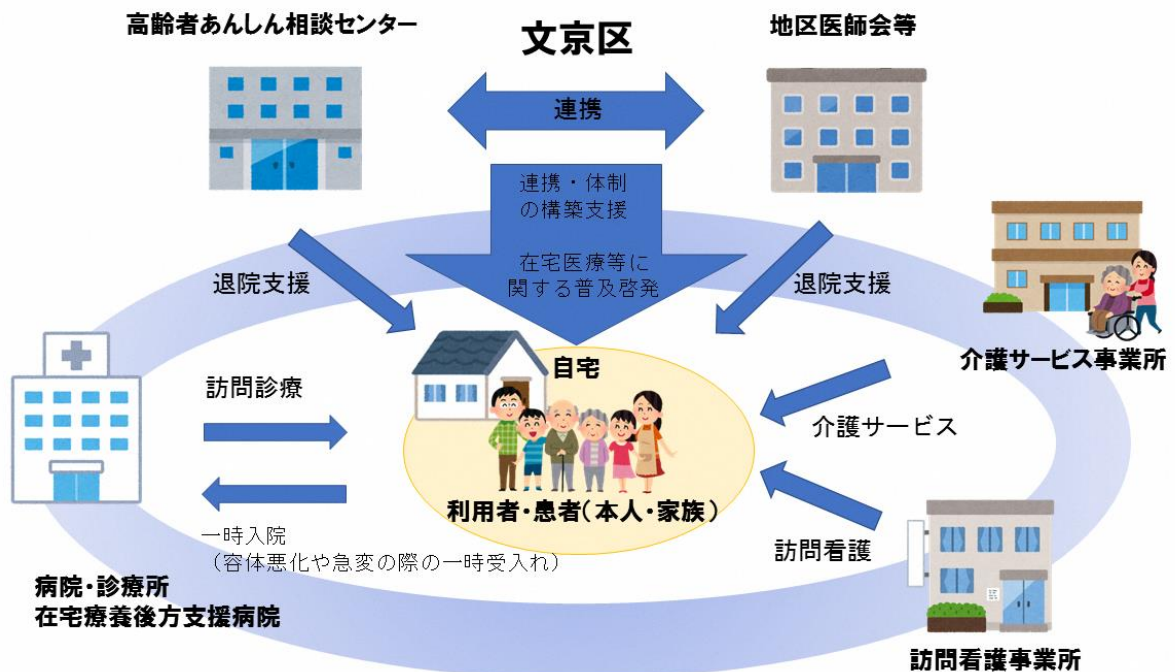 高齢者あんしん相談センター
文京区
地区医師会等
連携
連携・体制
の構築支援
在宅医療等に
関する普及啓発
退院支援
退院支援
介護サービス事業所
自宅
訪問診療
介護サービス
利用者・患者（本人・家族）
一時入院
（容体悪化や急変の際の一時受入れ）
訪問看護
病院・診療所
在宅療養後方支援病院
訪問看護事業所